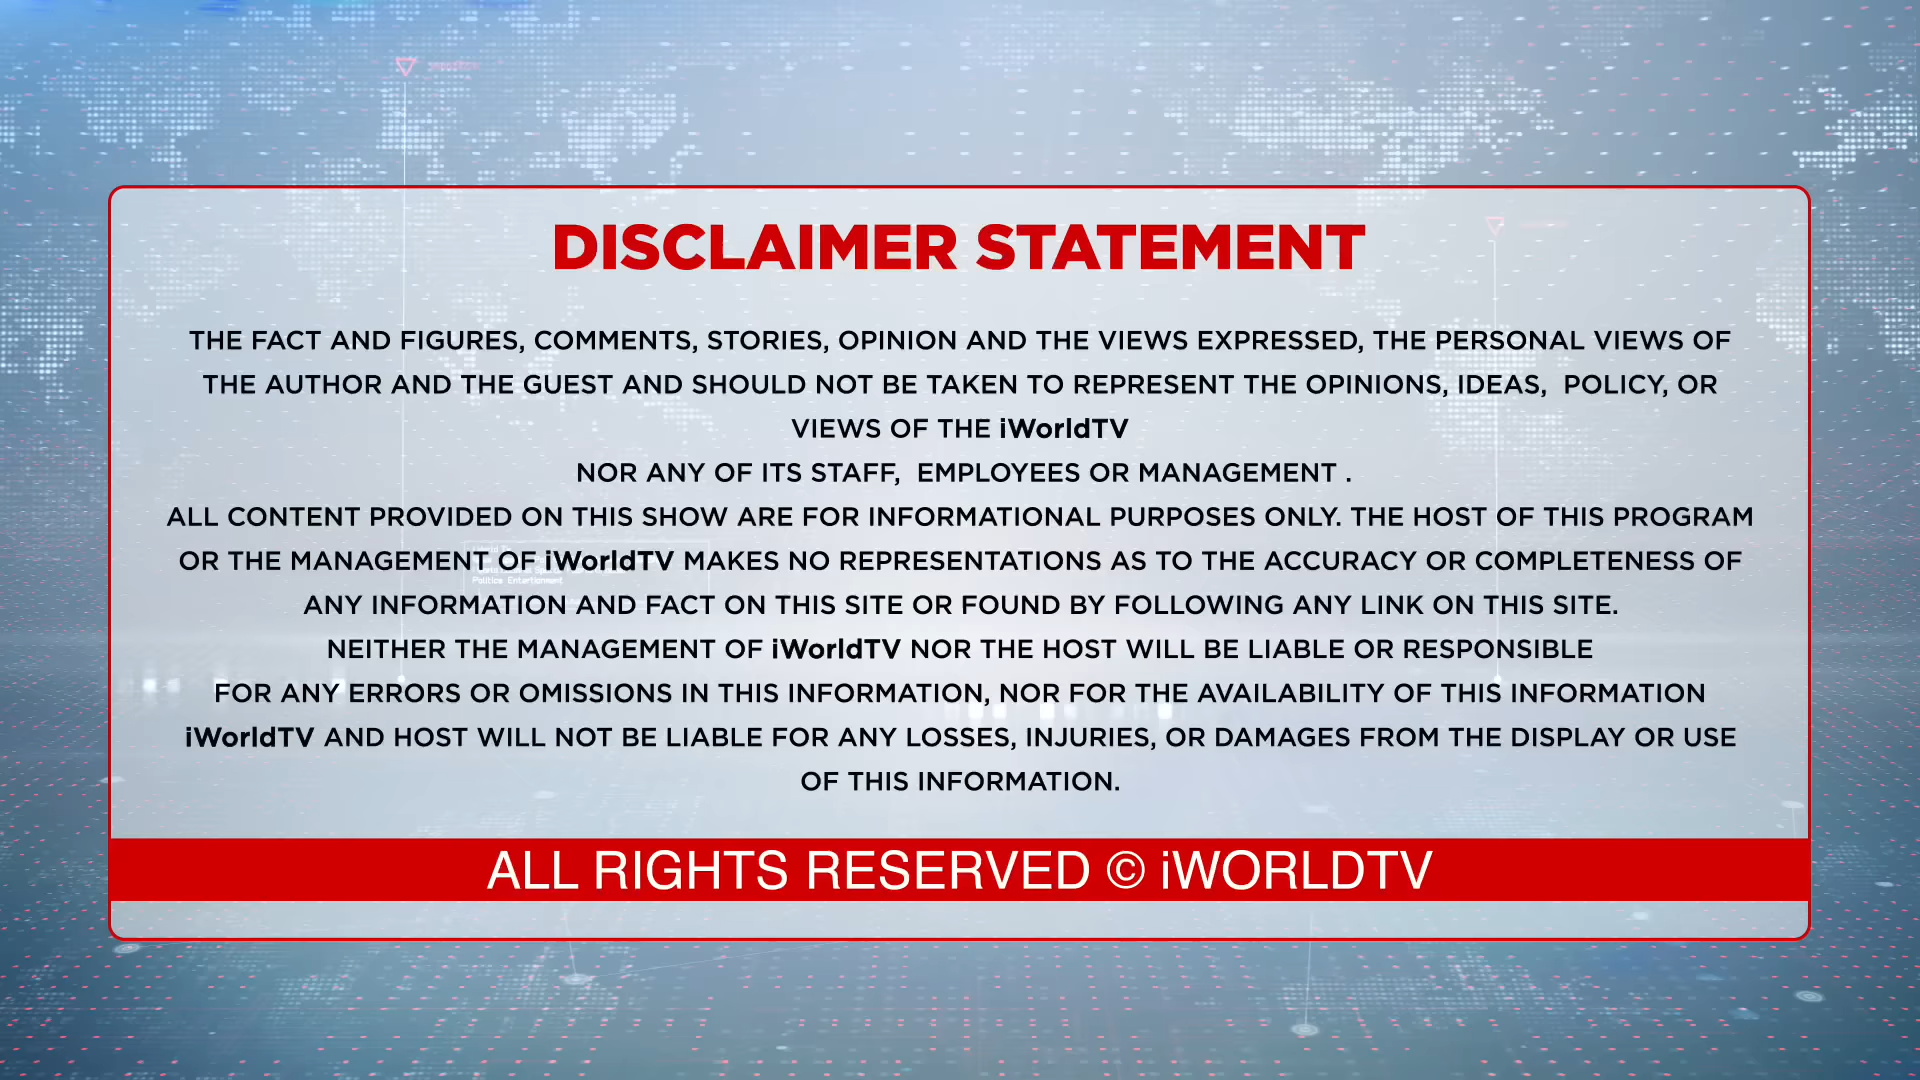 DISCLAIMER STATEMENT
THE FACT AND FIGURES, COMMENTS, STORIES, OPINION AND THE VIEWS EXPRESSED, THE PERSONAL VIEWS OF
THE AUTHOR AND THE GUEST AND SHOULD NOT BE TAKEN TO REPRESENT THE OPINIONS, IDEAS,  POLICY, OR
VIEWS OF THE iWorldTV
NOR ANY OF ITS STAFF,  EMPLOYEES OR MANAGEMENT .
ALL CONTENT PROVIDED ON THIS SHOW ARE FOR INFORMATIONAL PURPOSES ONLY. THE HOST OF THIS PROGRAM
OR THE MANAGEMENT OF iWorldTV MAKES NO REPRESENTATIONS AS TO THE ACCURACY OR COMPLETENESS OF
Politics Entertionment
ANY INFORMATION AND FACT ON THIS SITE OR FOUND BY FOLLOWING ANY LINK ON THIS SITE.
NEITHER THE MANAGEMENT OF iWorldTV NOR THE HOST WILL BE LIABLE OR RESPONSIBLE
FOR ANY ERRORS OR OMISSIONS IN THIS INFORMATION, NOR FOR THE AVAILABILITY OF THIS INFORMATION
iWorldTV AND HOST WILL NOT BE LIABLE FOR ANY LOSSES, INJURIES, OR DAMAGES FROM THE DISPLAY OR USE
OF THIS INFORMATION.
ALL RIGHTS RESERVED © iWORLDTV